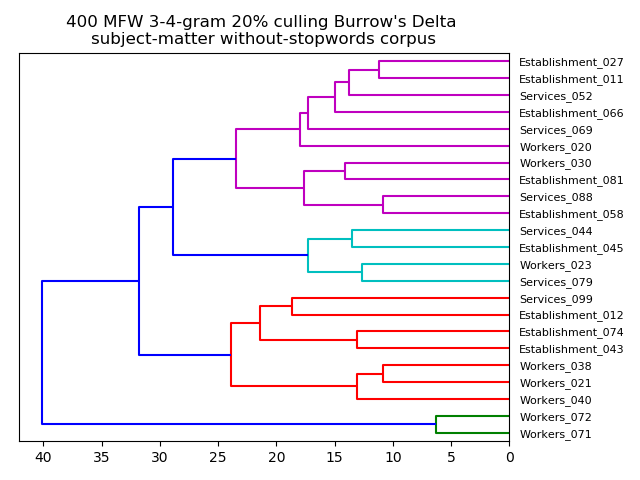 400 MFW 3-4-gram 20% culling Burrow's Delta
subject-matter without-stopwords corpus
Establishment_027
Establishment_011
Services_052
Establishment_066
Services_069
Workers_020
Workers_030
Establishment_081
Services_088
Establishment_058
Services_044
Establishment_045
Workers_023
Services_079
Services_099
Establishment_012
Establishment_074
Establishment_043
Workers_038
Workers_021
Workers_040
Workers_072
Workers_071
40 35 30 25 20 15 10 5 0